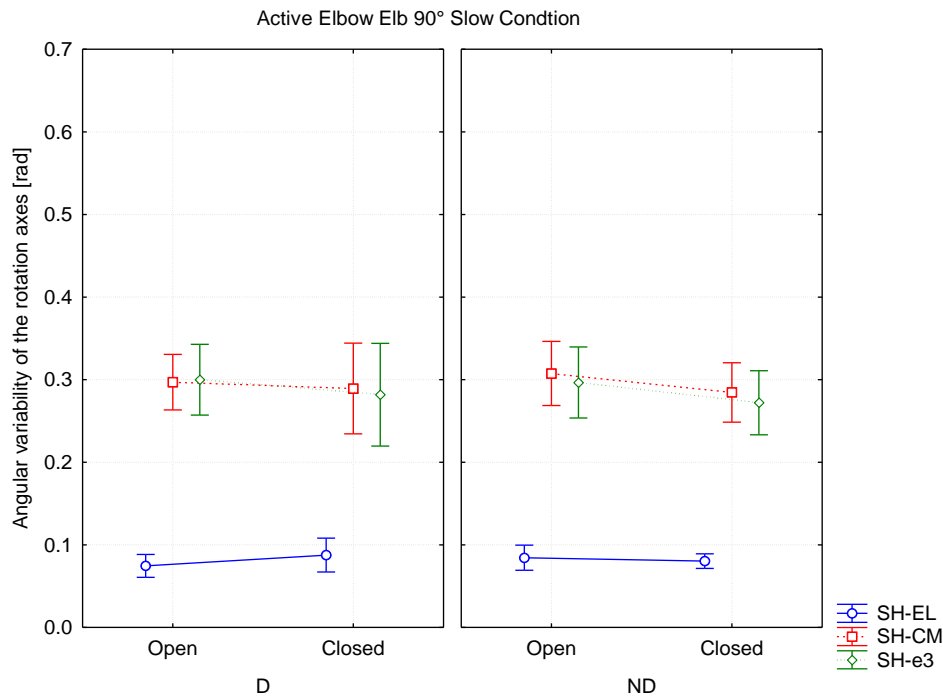 Active Elbow Elb 90° Slow Condtion
Angular variability of the rotation axes [rad]
0.7
0.6
0.5
0.4
0.3
0.2
0.1
0.0
Open Closed Open Closed
D ND
SH-EL
SH-CM
SH-e3